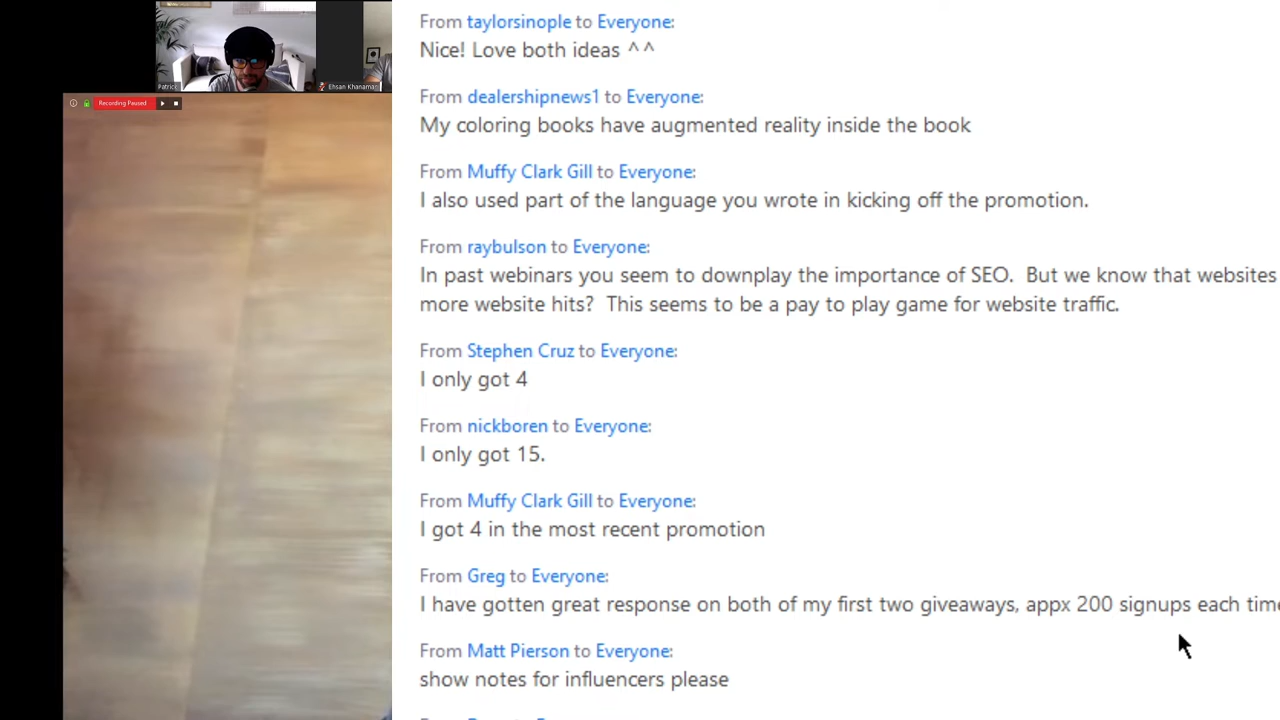 Patrick
Ehsan Khanaman
Recording Paused
From taylorsinople to Everyone:
Nice! Love both ideas ^^
From dealershipnews1 to Everyone:
My coloring books have augmented reality inside the book
From Muffy Clark Gill to Everyone:
I also used part of the language you wrote in kicking off the promotion.
From raybulson to Everyone:
In past webinars you seem to downplay the importance of SEO.  But we know that websites
more website hits?  This seems to be a pay to play game for website traffic.
From Stephen Cruz to Everyone:
I only got 4
From nickboren to Everyone:
I only got 15.
From Muffy Clark Gill to Everyone:
I got 4 in the most recent promotion
From Greg to Everyone:
I have gotten great response on both of my first two giveaways, appx 200 signups each time
From Matt Pierson to Everyone:
show notes for influencers please